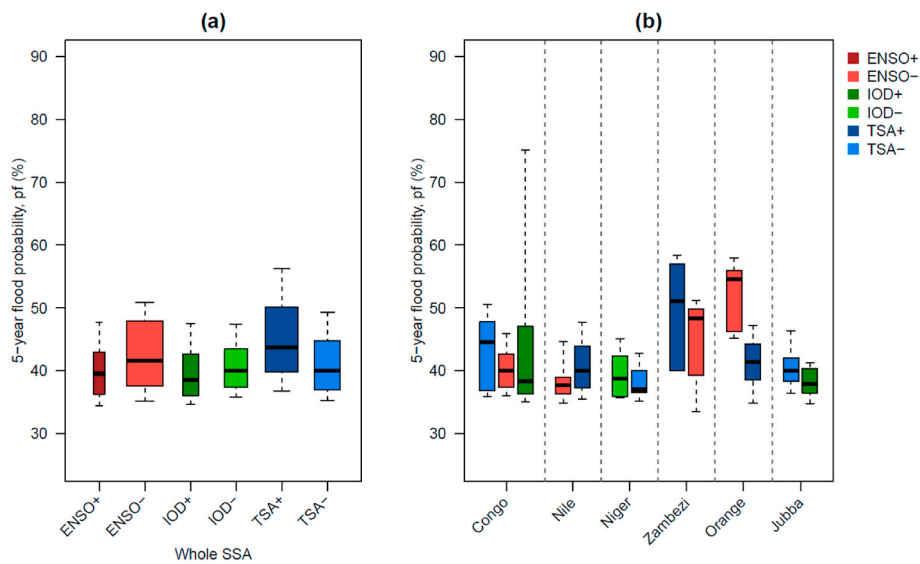 (a)
5−year flood probability, pf (%)
90
80
70
60
50
40
30
ENSO+
ENSO−
IOD+
IOD−
TSA+
TSA−
Whole SSA
(b)
5−year flood probability, pf (%)
90
80
70
60
50
40
30
Congo
Nile
Niger
Zambezi
Orange
Jubba
ENSO+
ENSO−
IOD+
IOD−
TSA+
TSA−